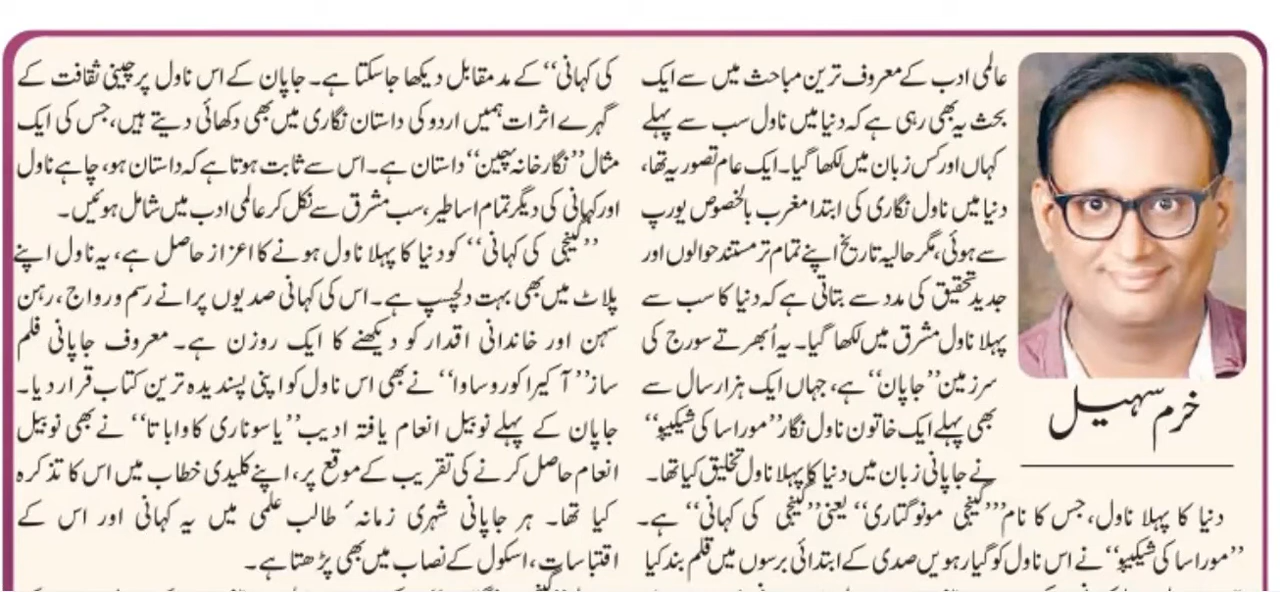 خرم سہیل
عالمی ادب کے معروف ترین مباحث میں سے ایک
بحث یہ بھی رہی ہے کہ دنیا میں ناول سب سے پہلے
کہاں اور کس زبان میں لکھا گیا۔ ایک عام تصور یہ تھا،
دنیا میں ناول نگاری کی ابتدا مغرب بالخصوص یورپ
سے ہوئی، مگر حالیہ تاریخ اپنے تمام تر مستند حوالوں اور
جدید تحقیق کی مدد سے بتاتی ہے کہ دنیا کا سب سے
پہلا ناول مشرق میں لکھا گیا۔ یہ اُبھرتے سورج کی
سرزمین ’’جاپان‘‘ ہے، جہاں ایک ہزار سال سے
بھی پہلے ایک خاتون ناول نگار ’’موراساکی شیکیبو‘‘
نے جاپانی زبان میں دنیا کا پہلا ناول تخلیق کیا تھا۔
دنیا کا پہلا ناول، جس کا نام ’’گینجی مونوگتاری‘‘ یعنی ’’گینجی کی کہانی‘‘ ہے۔
’’موراساکی شیکیبو‘‘ نے اس ناول کو گیارہویں صدی کے ابتدائی برسوں میں قلم بند کیا
کی کہانی‘‘ کے مدمقابل دیکھا جاسکتا ہے۔ جاپان کے اس ناول پر چینی ثقافت کے
گہرے اثرات ہمیں اردو کی داستان نگاری میں بھی دکھائی دیتے ہیں، جس کی ایک
مثال ’’نگار خانہ چین‘‘ داستان ہے۔ اس سے ثابت ہوتا ہے کہ داستان ہو، چاہے ناول
اور کہانی کی دیگر تمام اساطیر، سب مشرق سے نکل کر عالمی ادب میں شامل ہوئیں۔
’’گینجی کی کہانی‘‘ کو دنیا کا پہلا ناول ہونے کا اعزاز حاصل ہے، یہ ناول اپنے
پلاٹ میں بھی بہت دلچسپ ہے۔ اس کی کہانی صدیوں پرانے رسم و رواج، رہن
سہن اور خاندانی اقدار کو دیکھنے کا ایک روزن ہے۔ معروف جاپانی فلم
ساز ’’آکیرا کوروساوا‘‘ نے بھی اس ناول کو اپنی پسندیدہ ترین کتاب قرار دیا۔
جاپان کے پہلے نوبیل انعام یافتہ ادیب ’’یاسوناری کاواباتا‘‘ نے بھی نوبیل
انعام حاصل کرنے کی تقریب کے موقع پر، اپنے کلیدی خطاب میں اس کا تذکرہ
کیا تھا۔ ہر جاپانی شہری زمانۂ طالب علمی میں یہ کہانی اور اس کے
اقتباسات، اسکول کے نصاب میں بھی پڑھتا ہے۔